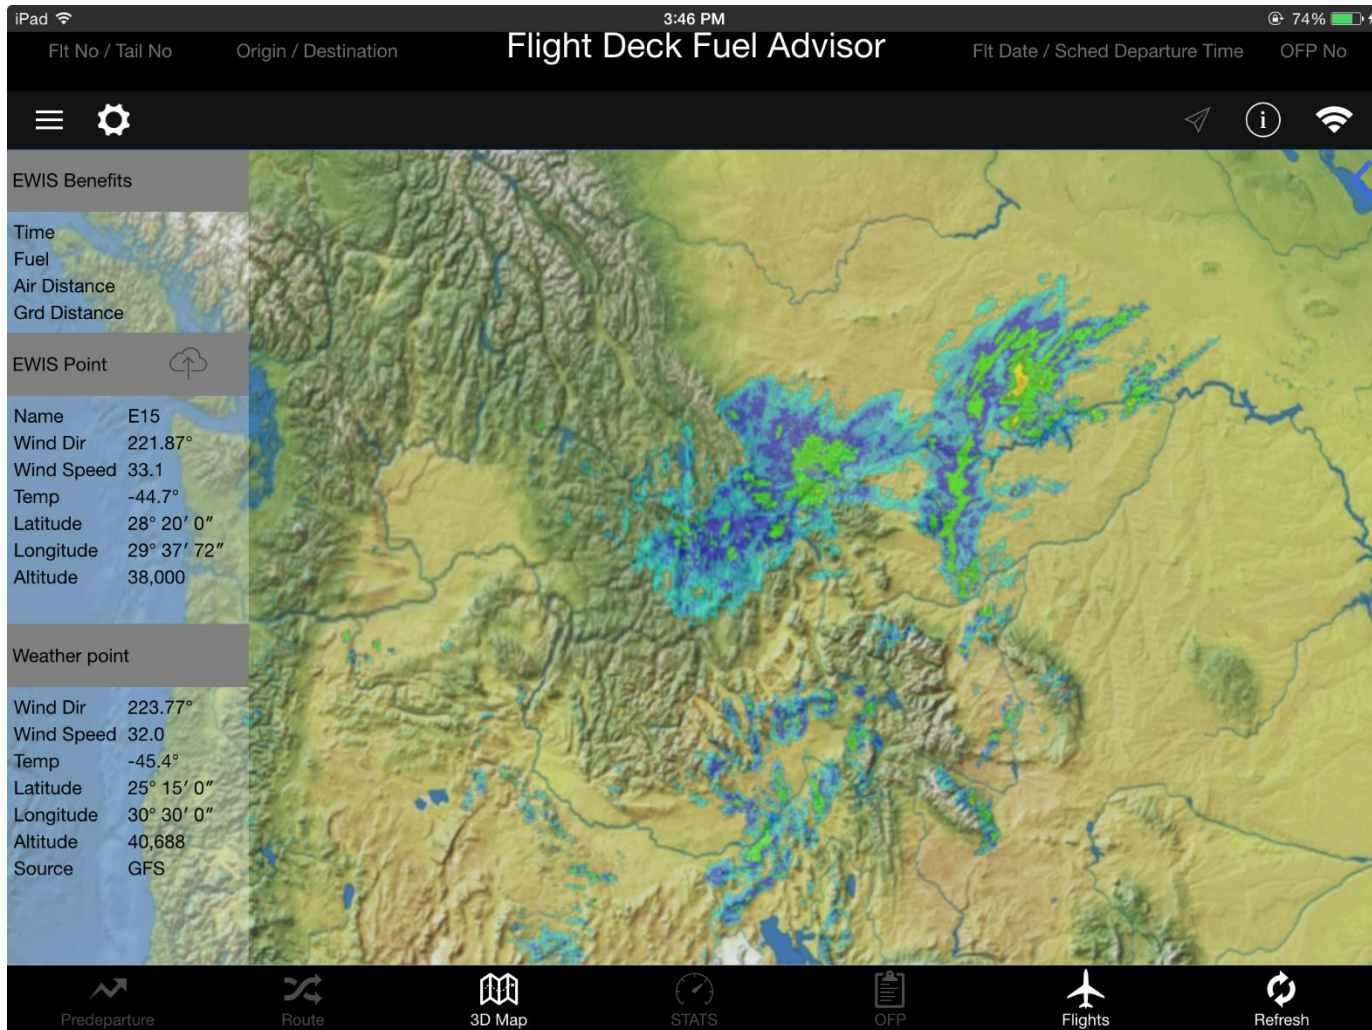 iPad 3:46 PM 74%
Flt No / Tail No Origin / Destination Flight Deck Fuel Advisor Flt Date / Sched Departure Time OFP No
i
EWIS Benefits
Time
Fuel
Air Distance
Grd Distance
EWIS Point
Name E15
Wind Dir 221.87°
Wind Speed 33.1
Temp -44.7°
Latitude 28° 20′ 0″
Longitude 29° 37′ 72″
Altitude 38,000
Weather point
Wind Dir 223.77°
Wind Speed 32.0
Temp -45.4°
Latitude 25° 15′ 0″
Longitude 30° 30′ 0″
Altitude 40,688
Source GFS
Predeparture Route 3D Map STATS OFP Flights Refresh